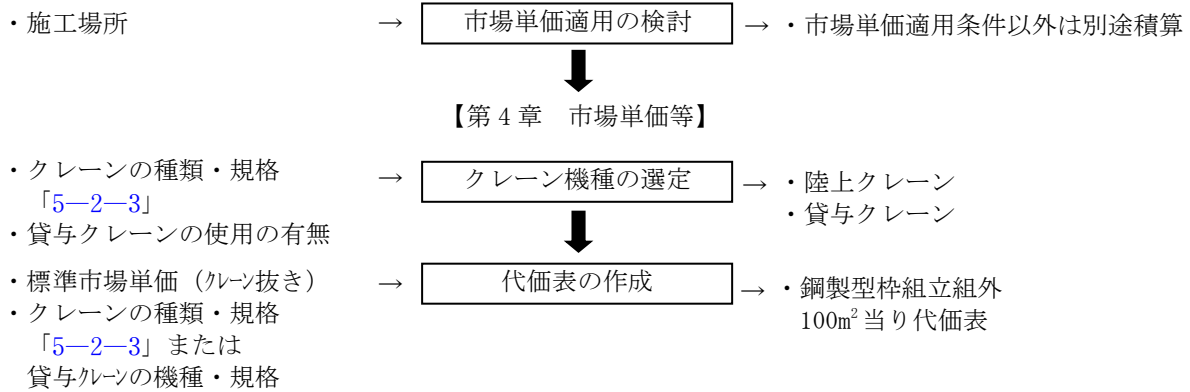 ・施工場所 → 市場単価適用の検討 → ・市場単価適用条件以外は別途積算
【第4章　市場単価等】
・クレーンの種類・規格 → クレーン機種の選定 → ・陸上クレーン
「5―2―3」
・貸与クレーン
・貸与クレーンの使用の有無
・標準市場単価（ｸﾚｰﾝ抜き） → 代価表の作成 → ・鋼製型枠組立組外
・クレーンの種類・規格
100m²当り代価表
「5―2―3」または
貸与ｸﾚｰﾝの機種・規格